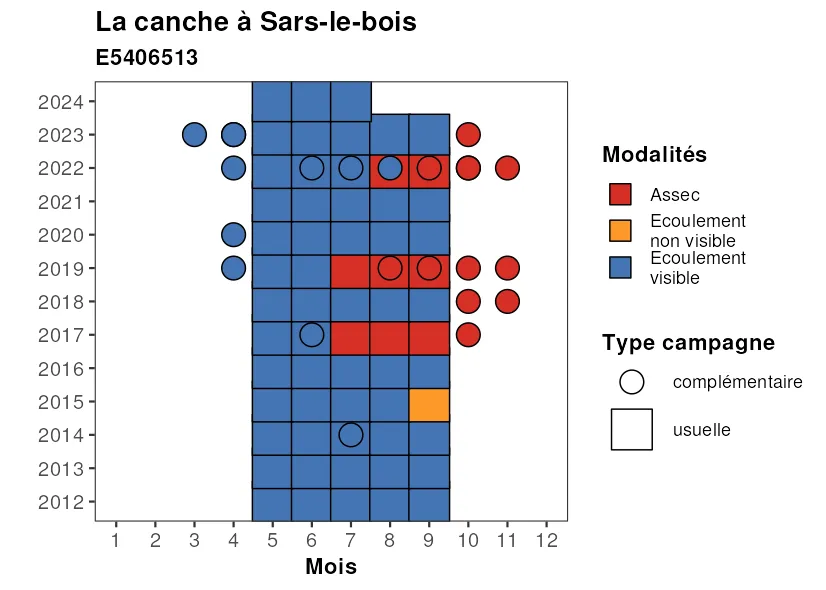 La canche à Sars-le-bois
E5406513
2024
2023
2022
2021
2020
2019
2018
2017
2016
2015
2014
2013
2012
1 2 3 4 5 6 7 8 9 10 11 12
Mois
Modalités
Assec
Ecoulement
non visible
Ecoulement
visible
Type campagne
complémentaire
usuelle